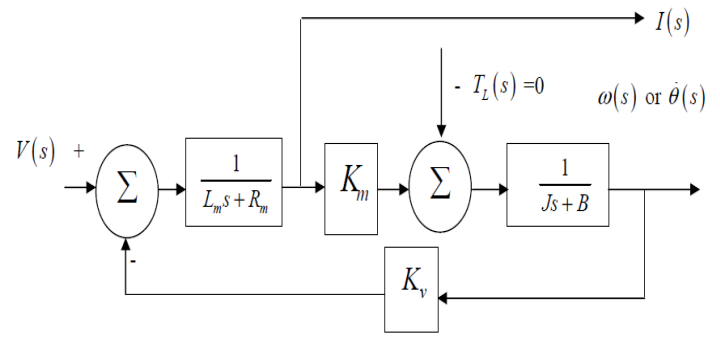 I(s)
- T_L(s) =0
ω(s) or θ̇(s)
V(s) +
Σ
1
L_m s + R_m
K_m
Σ
1
Js + B
-
K_v